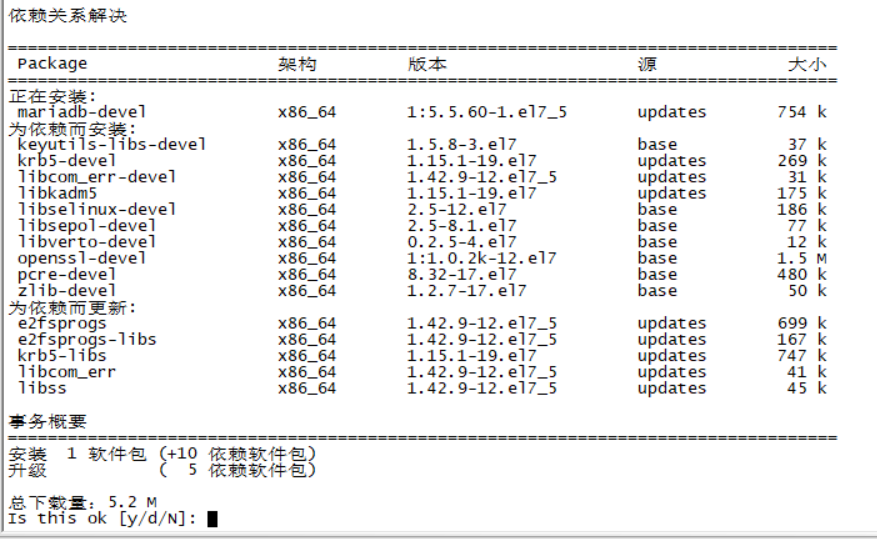 依赖关系解决
Package 架构 版本 源 大小
正在安装:
mariadb-devel x86_64 1:5.5.60-1.el7_5 updates 754 k
为依赖而安装:
keyutils-libs-devel x86_64 1.5.8-3.el7 base 37 k
krb5-devel x86_64 1.15.1-19.el7 updates 269 k
libcom_err-devel x86_64 1.42.9-12.el7_5 updates 31 k
libkadm5 x86_64 1.15.1-19.el7 updates 175 k
libselinux-devel x86_64 2.5-12.el7 base 186 k
libsepol-devel x86_64 2.5-8.1.el7 base 77 k
libverto-devel x86_64 0.2.5-4.el7 base 12 k
openssl-devel x86_64 1:1.0.2k-12.el7 base 1.5 M
pcre-devel x86_64 8.32-17.el7 base 480 k
zlib-devel x86_64 1.2.7-17.el7 base 50 k
为依赖而更新:
e2fsprogs x86_64 1.42.9-12.el7_5 updates 699 k
e2fsprogs-libs x86_64 1.42.9-12.el7_5 updates 167 k
krb5-libs x86_64 1.15.1-19.el7 updates 747 k
libcom_err x86_64 1.42.9-12.el7_5 updates 41 k
libss x86_64 1.42.9-12.el7_5 updates 45 k
事务概要
安装 1 软件包 (+10 依赖软件包)
升级 ( 5 依赖软件包)
总下载量：5.2 M
Is this ok [y/d/N]: